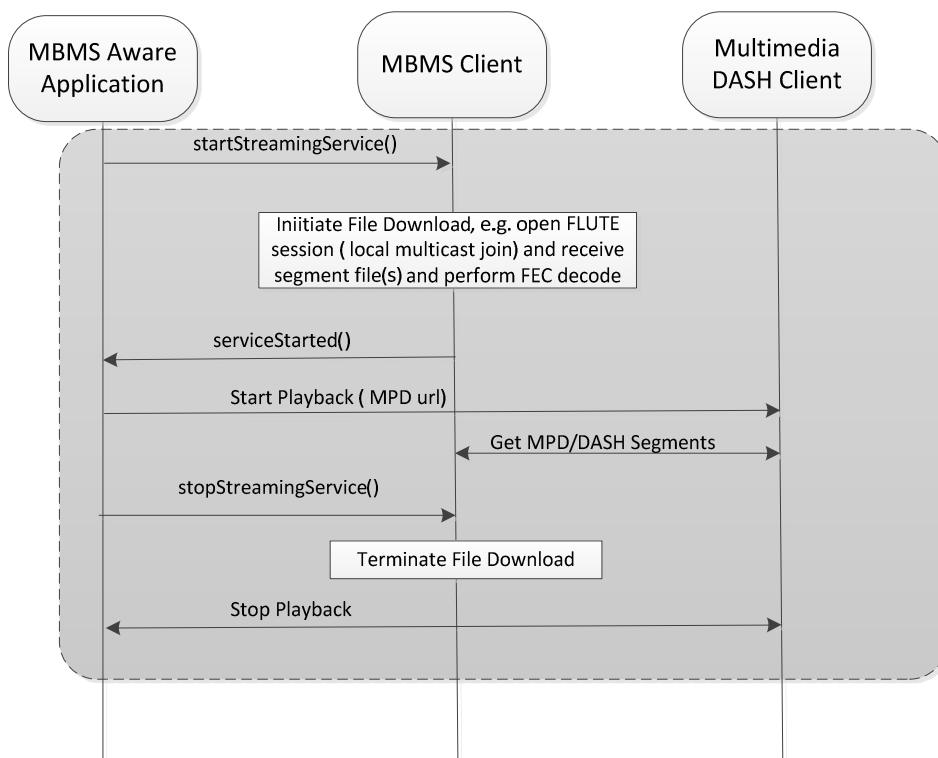 MBMS Aware
Application
MBMS Client
Multimedia
DASH Client
startStreamingService()
Iniitiate File Download, e.g. open FLUTE
session ( local multicast join) and receive
segment file(s) and perform FEC decode
serviceStarted()
Start Playback ( MPD url)
Get MPD/DASH Segments
stopStreamingService()
Terminate File Download
Stop Playback